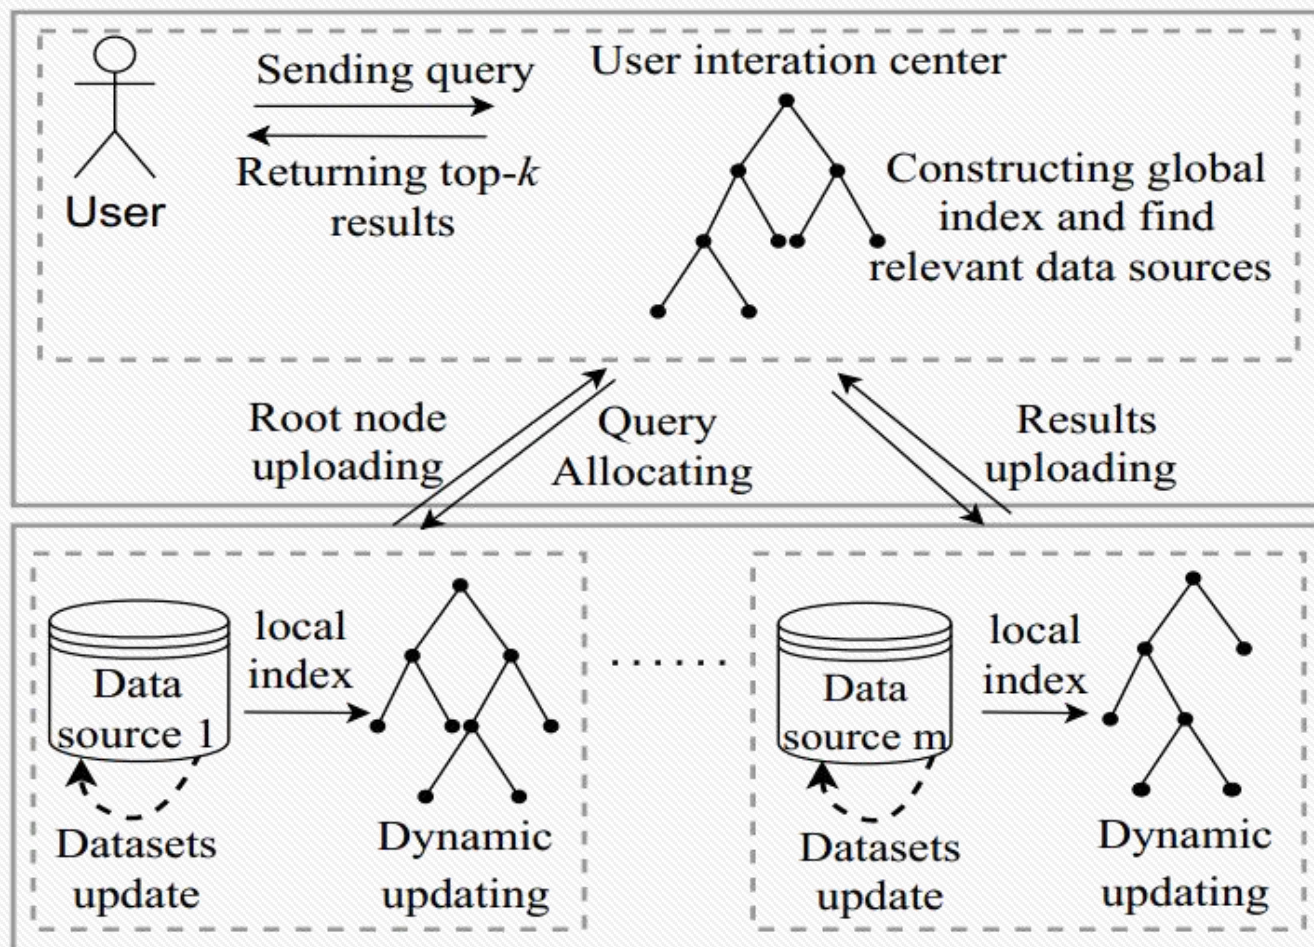 Sending query
User interation center
Returning top-k
results
User
Constructing global
index and find
relevant data sources
Root node
uploading
Query
Allocating
Results
uploading
Data
source 1
local
index
Datasets
update
Dynamic
updating
......
Data
source m
local
index
Datasets
update
Dynamic
updating